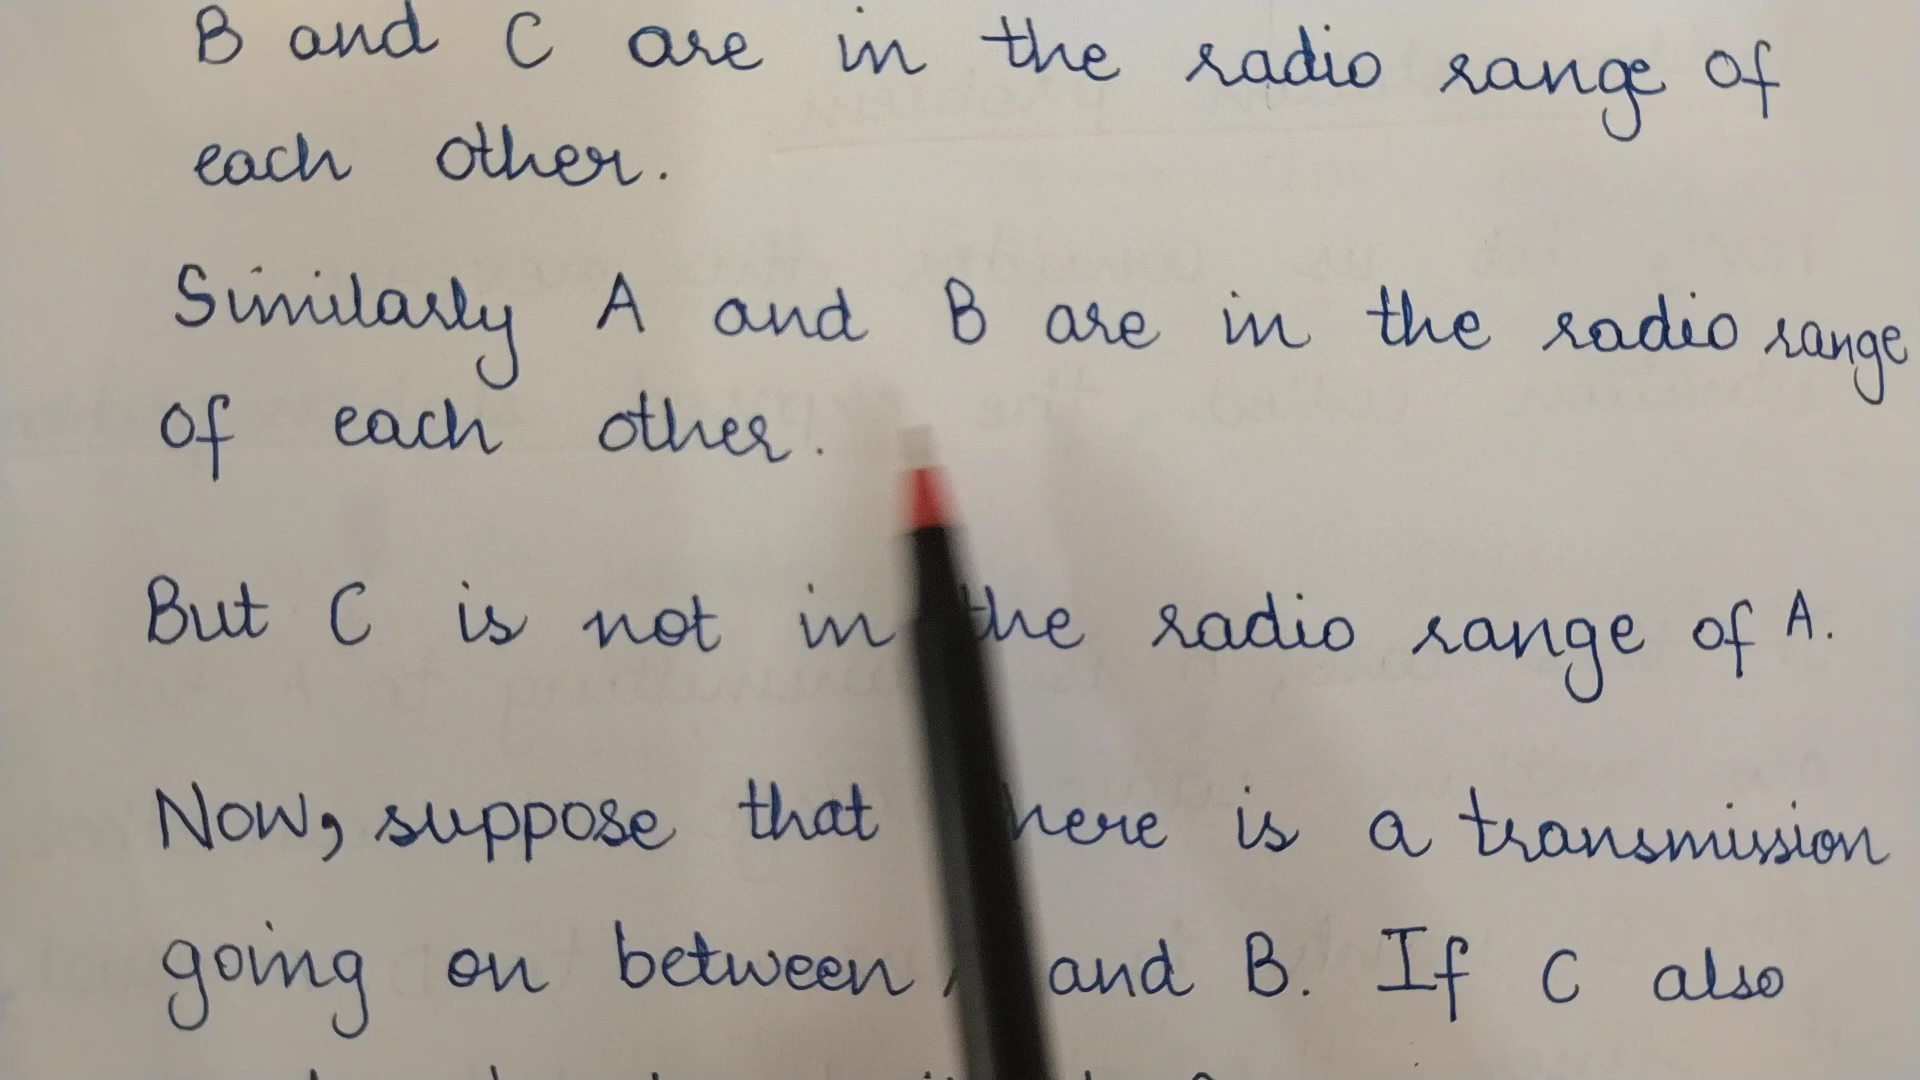 B and C are in the radio range of
each other.
Similarly A and B are in the radio range
of each other.
But C is not in the radio range of A.
Now, suppose that here is a transmission
going on between and B. If C also